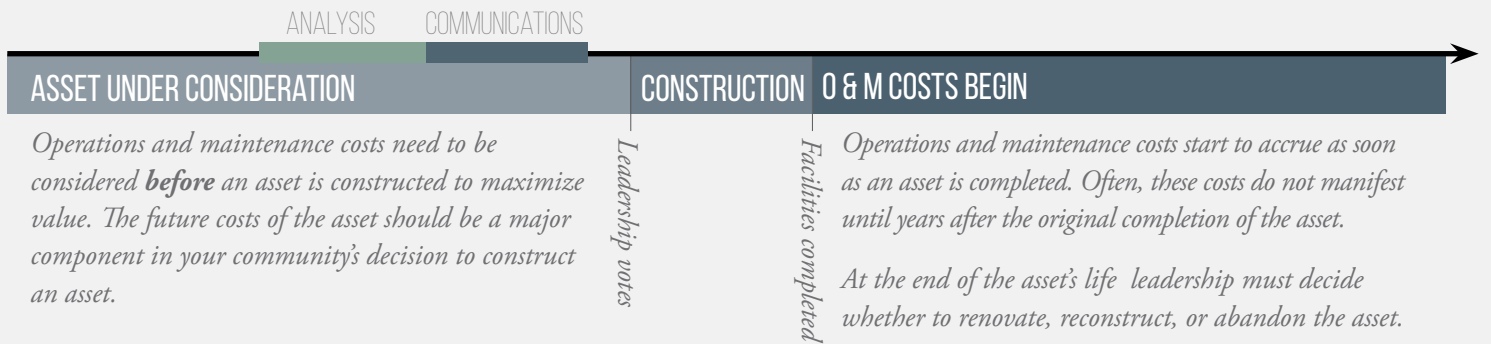 ANALYSIS
COMMUNICATIONS
ASSET UNDER CONSIDERATION
CONSTRUCTION
O & M COSTS BEGIN
Operations and maintenance costs need to be
considered before an asset is constructed to maximize
value. The future costs of the asset should be a major
component in your community's decision to construct
an asset.
Leadership votes
Facilities completed
Operations and maintenance costs start to accrue as soon
as an asset is completed. Often, these costs do not manifest
until years after the original completion of the asset.
At the end of the asset's life leadership must decide
whether to renovate, reconstruct, or abandon the asset.